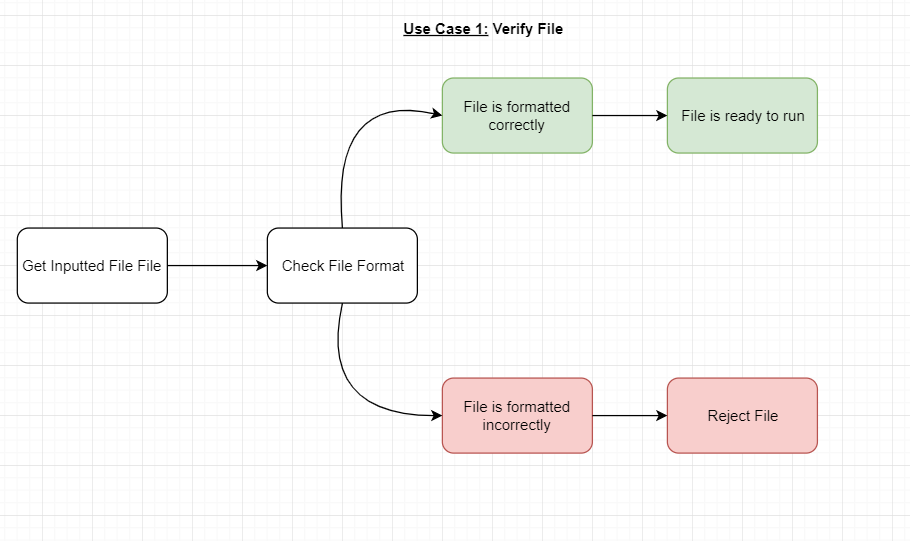 Use Case 1: Verify File
File is formatted
correctly
File is ready to run
Get Inputted File File
Check File Format
File is formatted
incorrectly
Reject File